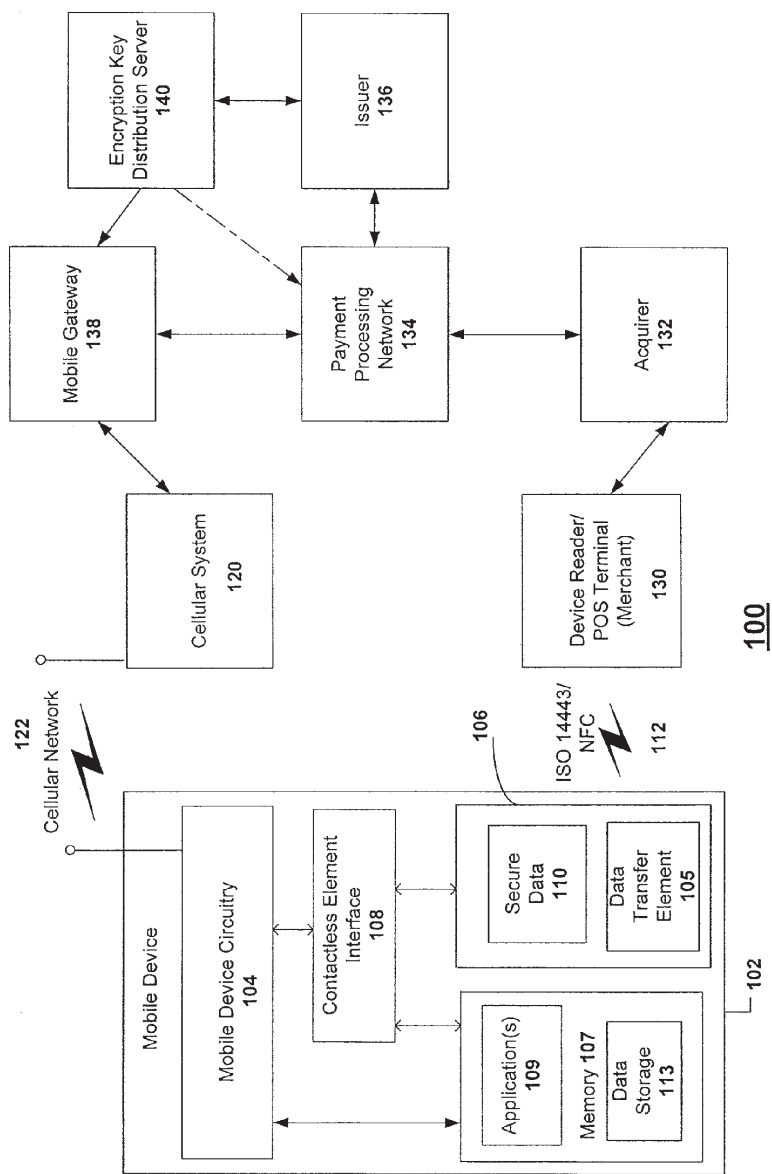 122
Cellular Network
Mobile Device
Mobile Device Circuitry
104
Contactless Element
Interface
108
Application(s)
109
Memory 107
Data
Storage
113
102
106
Secure
Data
110
Data
Transfer
Element
105
ISO 14443/
NFC
112
Cellular System
120
Device Reader/
POS Terminal
(Merchant)
130
Mobile Gateway
138
Payment
Processing
Network
134
Acquirer
132
Encryption Key
Distribution Server
140
Issuer
136
100